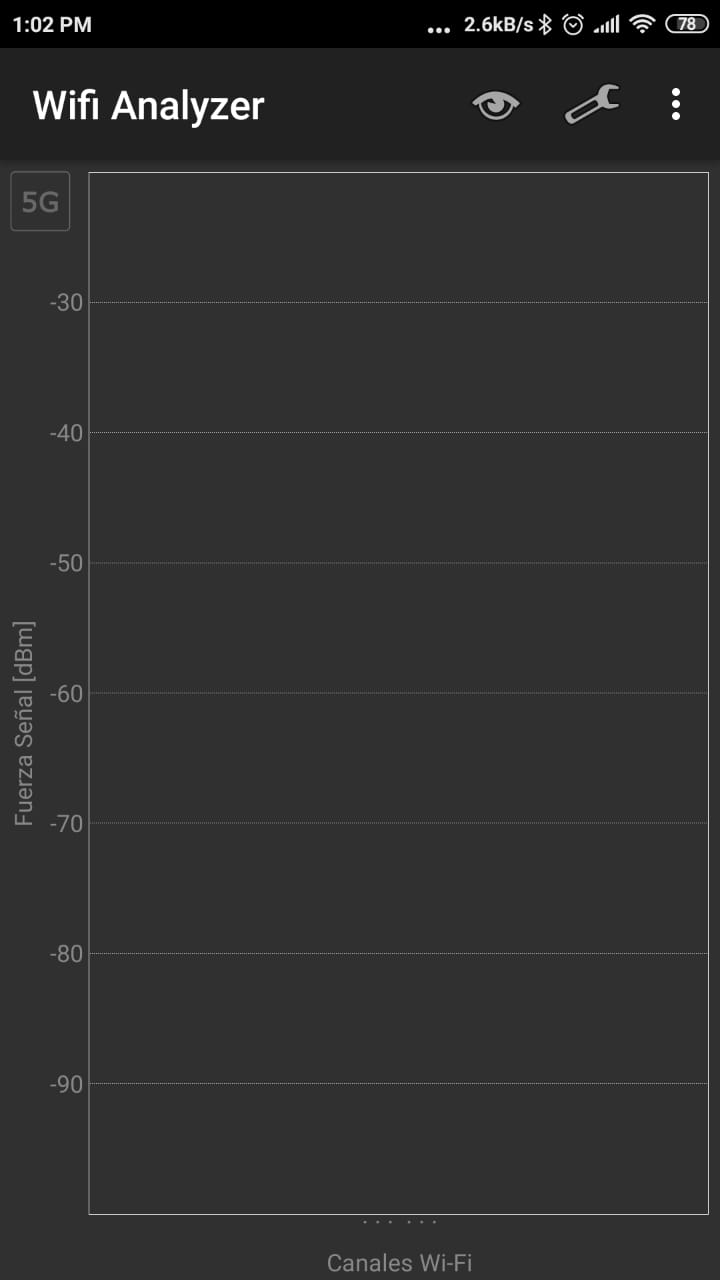 1:02 PM
... 2.6kB/s 78
Wifi Analyzer
5G
-30
-40
-50
-60
-70
-80
-90
Fuerza Señal [dBm]
Canales Wi-Fi